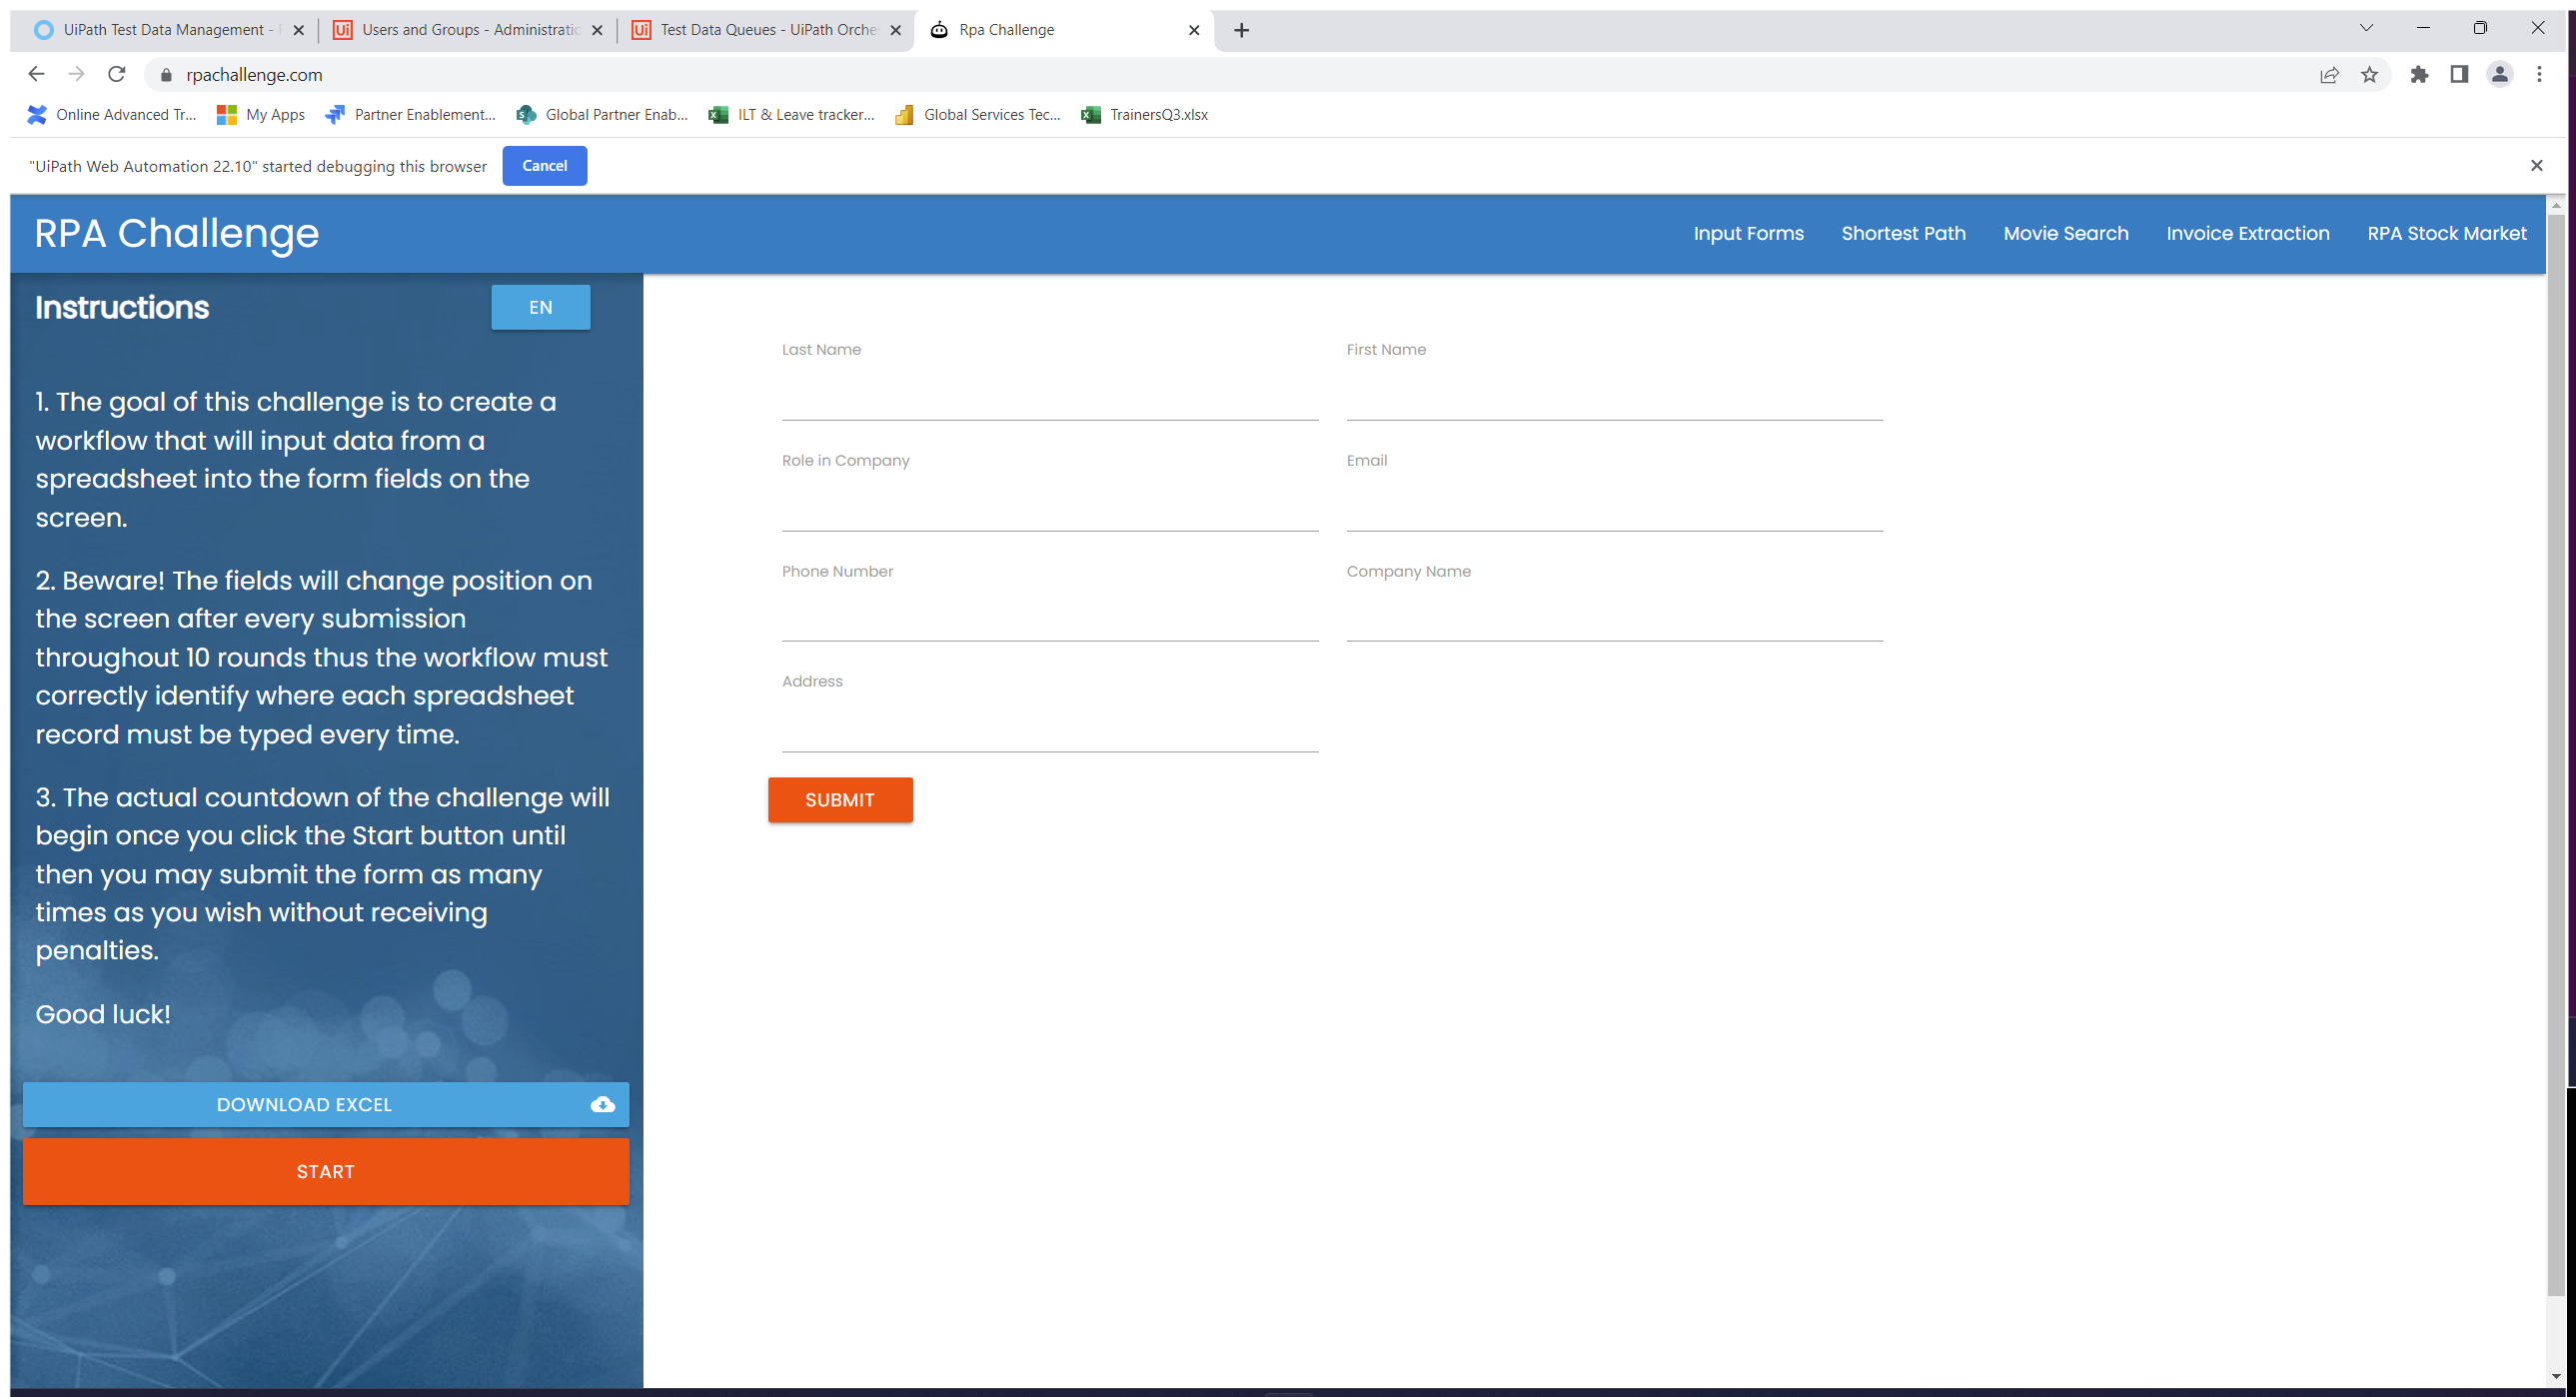 UiPath Test Data Management -
Users and Groups - Administratio
Test Data Queues - UiPath Orche
Rpa Challenge
rpachallenge.com
Online Advanced Tr...
My Apps
Partner Enablement...
Global Partner Enab...
ILT & Leave tracker...
Global Services Tec...
TrainersQ3.xlsx
"UiPath Web Automation 22.10" started debugging this browser
Cancel
RPA Challenge
Input Forms
Shortest Path
Movie Search
Invoice Extraction
RPA Stock Market
Instructions
EN
1. The goal of this challenge is to create a
workflow that will input data from a
spreadsheet into the form fields on the
screen.
2. Beware! The fields will change position on
the screen after every submission
throughout 10 rounds thus the workflow must
correctly identify where each spreadsheet
record must be typed every time.
3. The actual countdown of the challenge will
begin once you click the Start button until
then you may submit the form as many
times as you wish without receiving
penalties.
Good luck!
DOWNLOAD EXCEL
START
Last Name
First Name
Role in Company
Email
Phone Number
Company Name
Address
SUBMIT